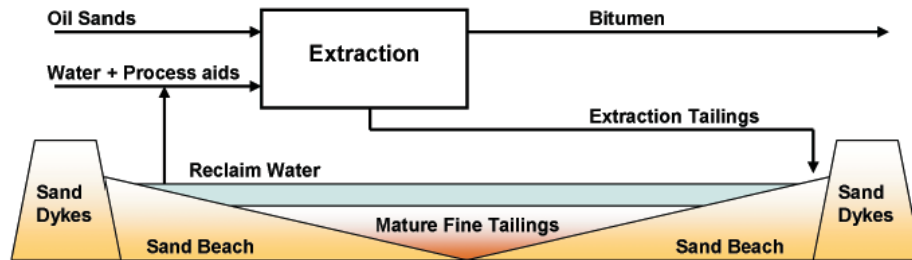 Oil Sands
Bitumen
Extraction
Water + Process aids
Extraction Tailings
Reclaim Water
Sand
Dykes
Sand
Dykes
Mature Fine Tailings
Sand Beach
Sand Beach